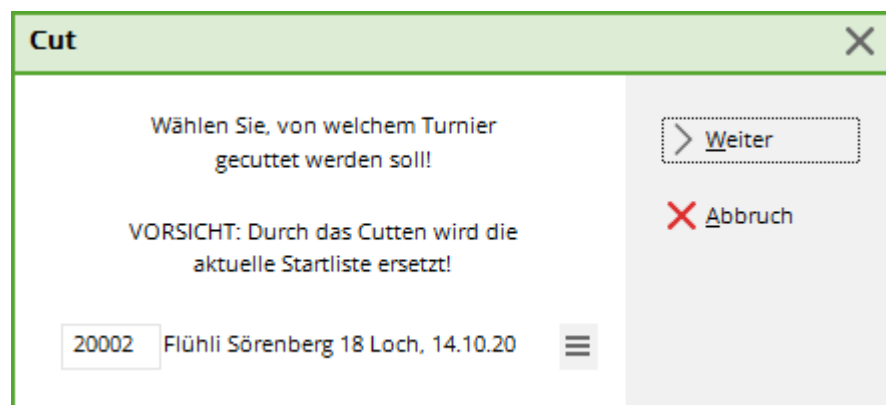 Cut
Wählen Sie, von welchem Turnier
gecuttet werden soll!
VORSICHT: Durch das Cutten wird die
aktuelle Startliste ersetzt!
20002 Flühli Sörenberg 18 Loch, 14.10.20
Weiter
Abbruch